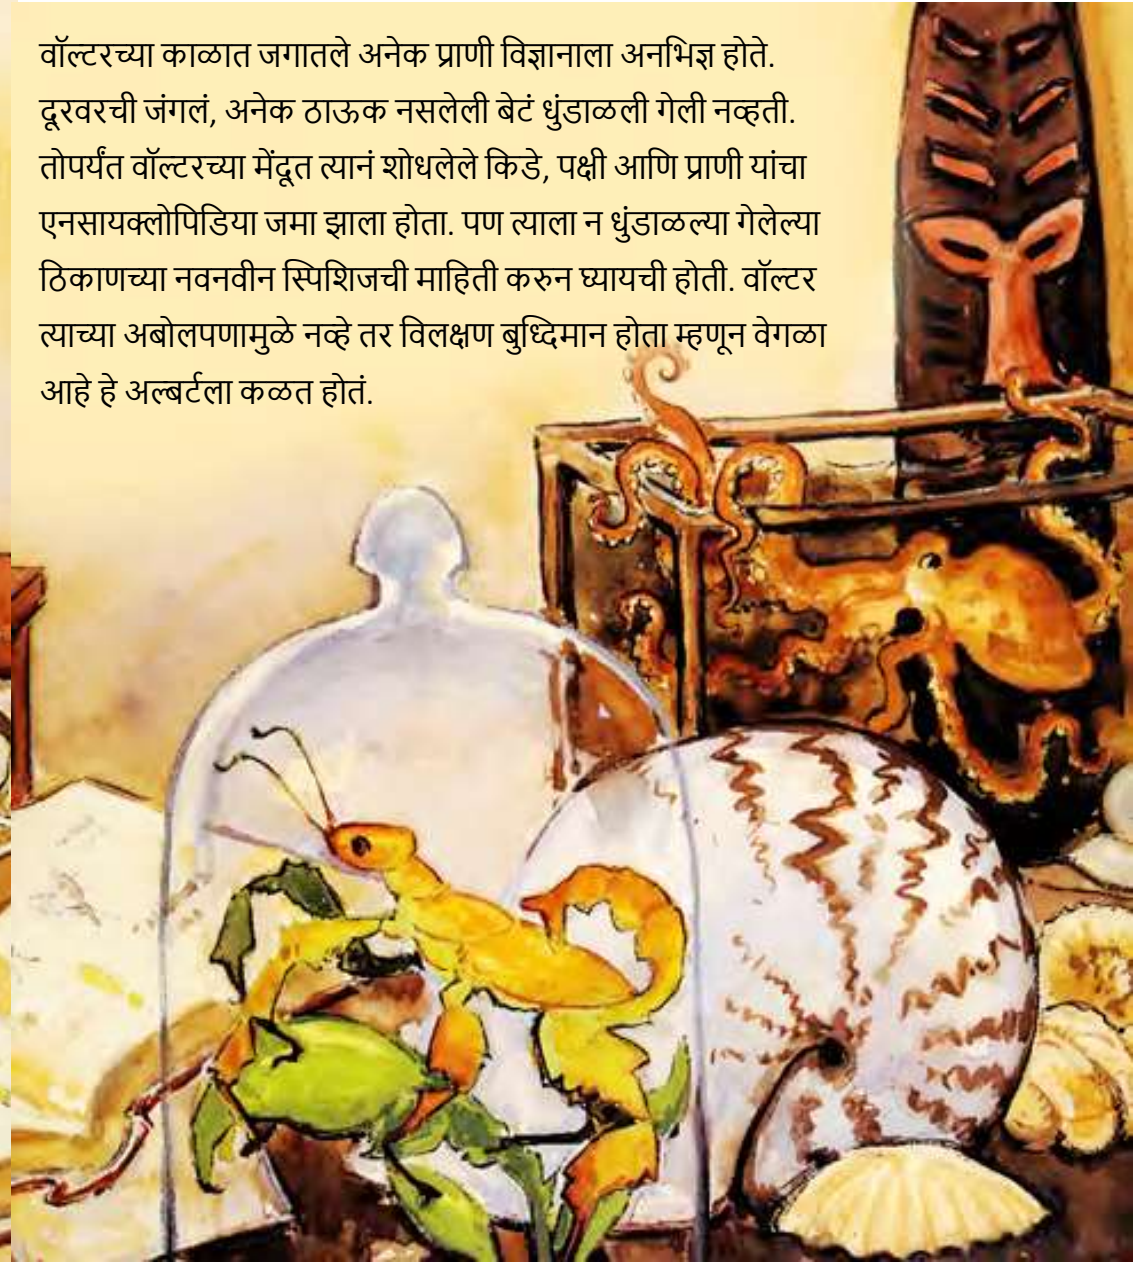 वॉल्टरच्या काळात जगातले अनेक प्राणी विज्ञानाला अनभिज्ञ होते.
दूरवरची जंगलं, अनेक ठाऊक नसलेली बेटं धुंडाळली गेली नव्हती.
तोपर्यंत वॉल्टरच्या मेंदूत त्यानं शोधलेले किडे, पक्षी आणि प्राणी यांचा
एनसायक्लोपिडिया जमा झाला होता. पण त्याला न धुंडाळल्या गेलेल्या
ठिकाणच्या नवनवीन स्पिशिजची माहिती करुन घ्यायची होती. वॉल्टर
त्याच्या अबोलपणामुळे नव्हे तर विलक्षण बुध्दिमान होता म्हणून वेगळा
आहे हे अल्बर्टला कळत होतं.